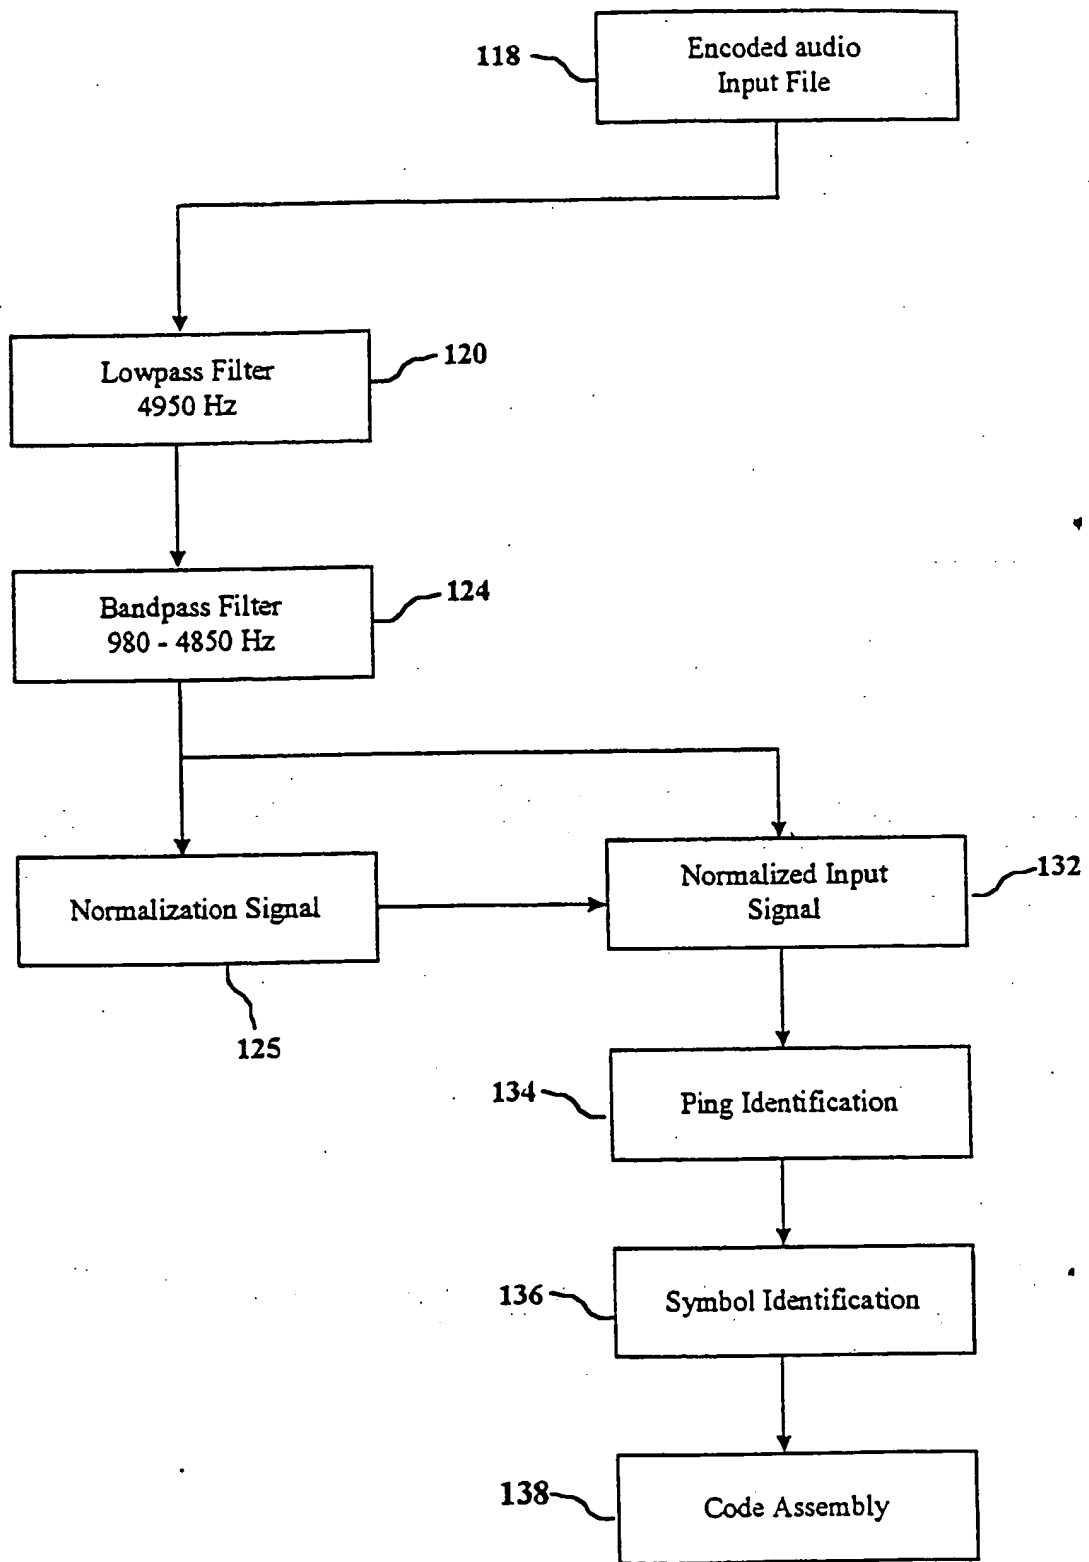 118
Encoded audio
Input File
Lowpass Filter
4950 Hz
120
Bandpass Filter
980 - 4850 Hz
124
Normalization Signal
125
Normalized Input
Signal
132
134
Ping Identification
136
Symbol Identification
138
Code Assembly